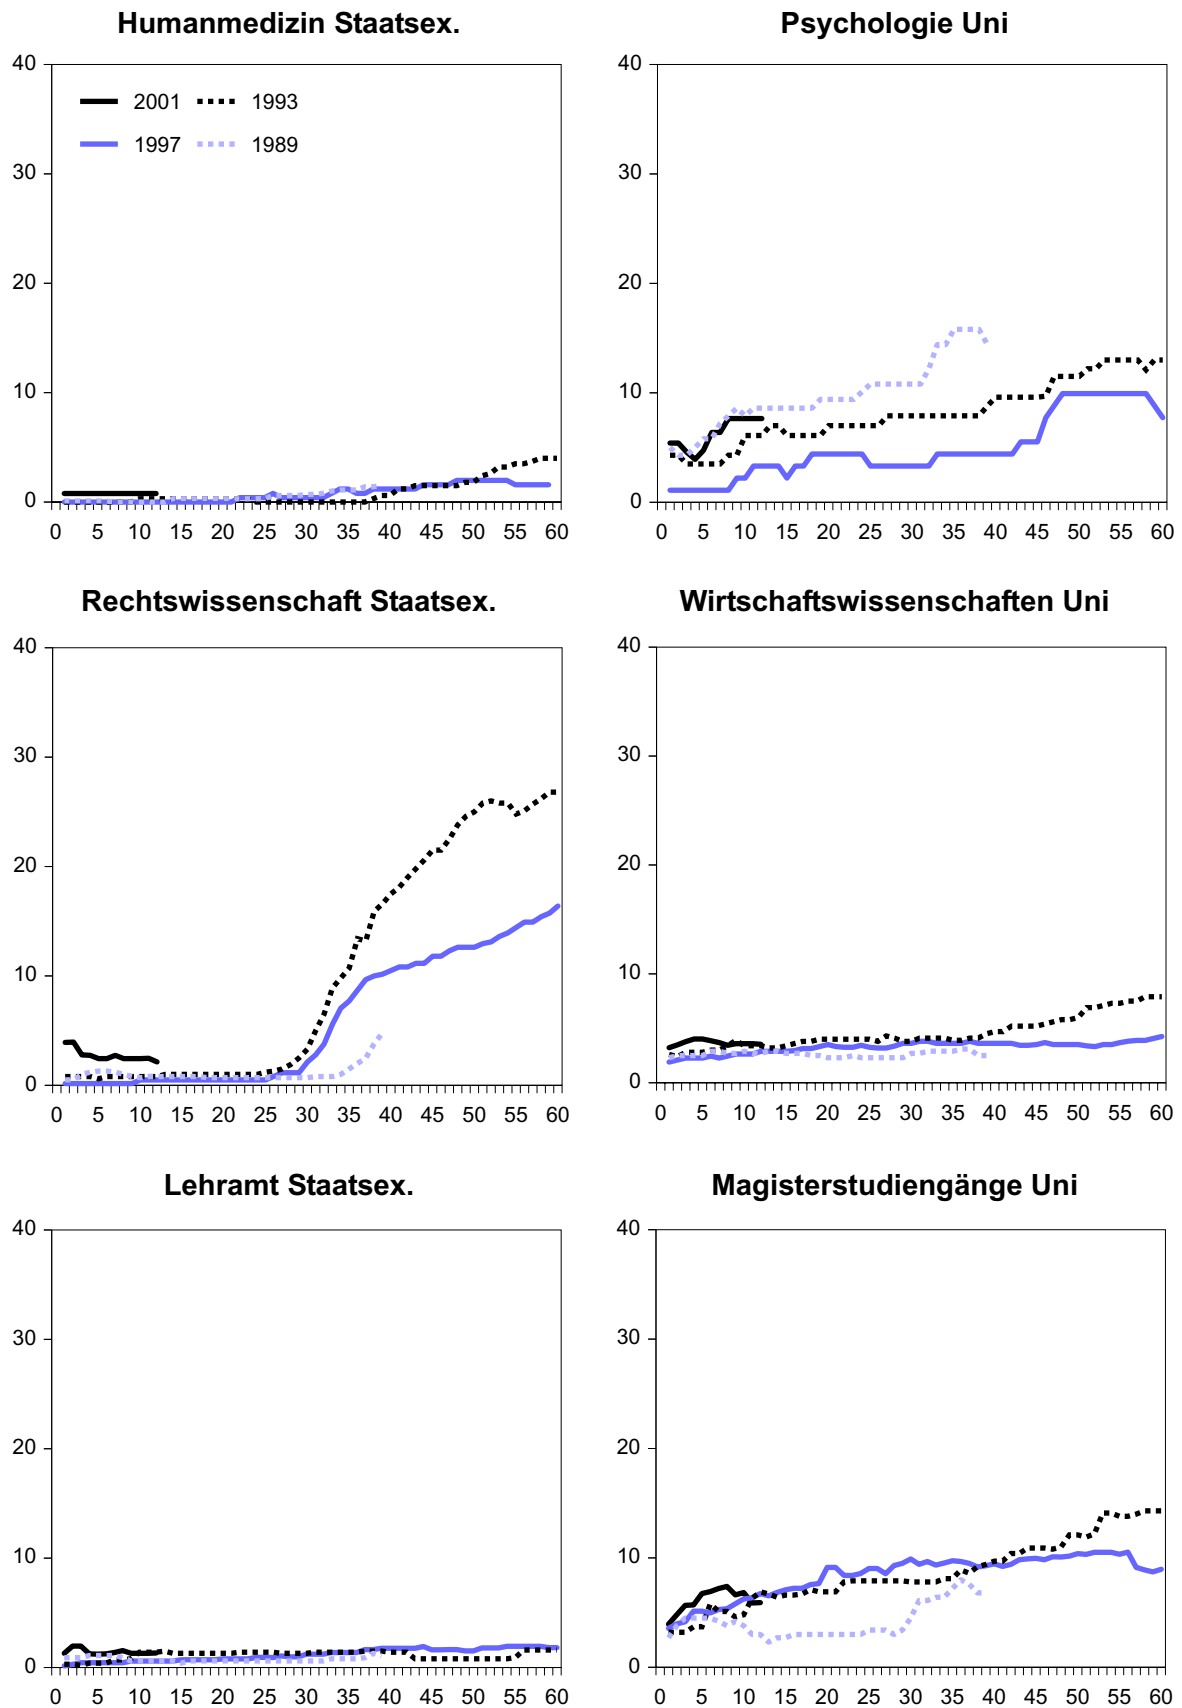 Humanmedizin Staatsex.
40
30
20
10
0
2001 1993
1997 1989
0 5 10 15 20 25 30 35 40 45 50 55 60
Psychologie Uni
40
30
20
10
0
0 5 10 15 20 25 30 35 40 45 50 55 60
Rechtswissenschaft Staatsex.
40
30
20
10
0
0 5 10 15 20 25 30 35 40 45 50 55 60
Wirtschaftswissenschaften Uni
40
30
20
10
0
0 5 10 15 20 25 30 35 40 45 50 55 60
Lehramt Staatsex.
40
30
20
10
0
0 5 10 15 20 25 30 35 40 45 50 55 60
Magisterstudiengänge Uni
40
30
20
10
0
0 5 10 15 20 25 30 35 40 45 50 55 60